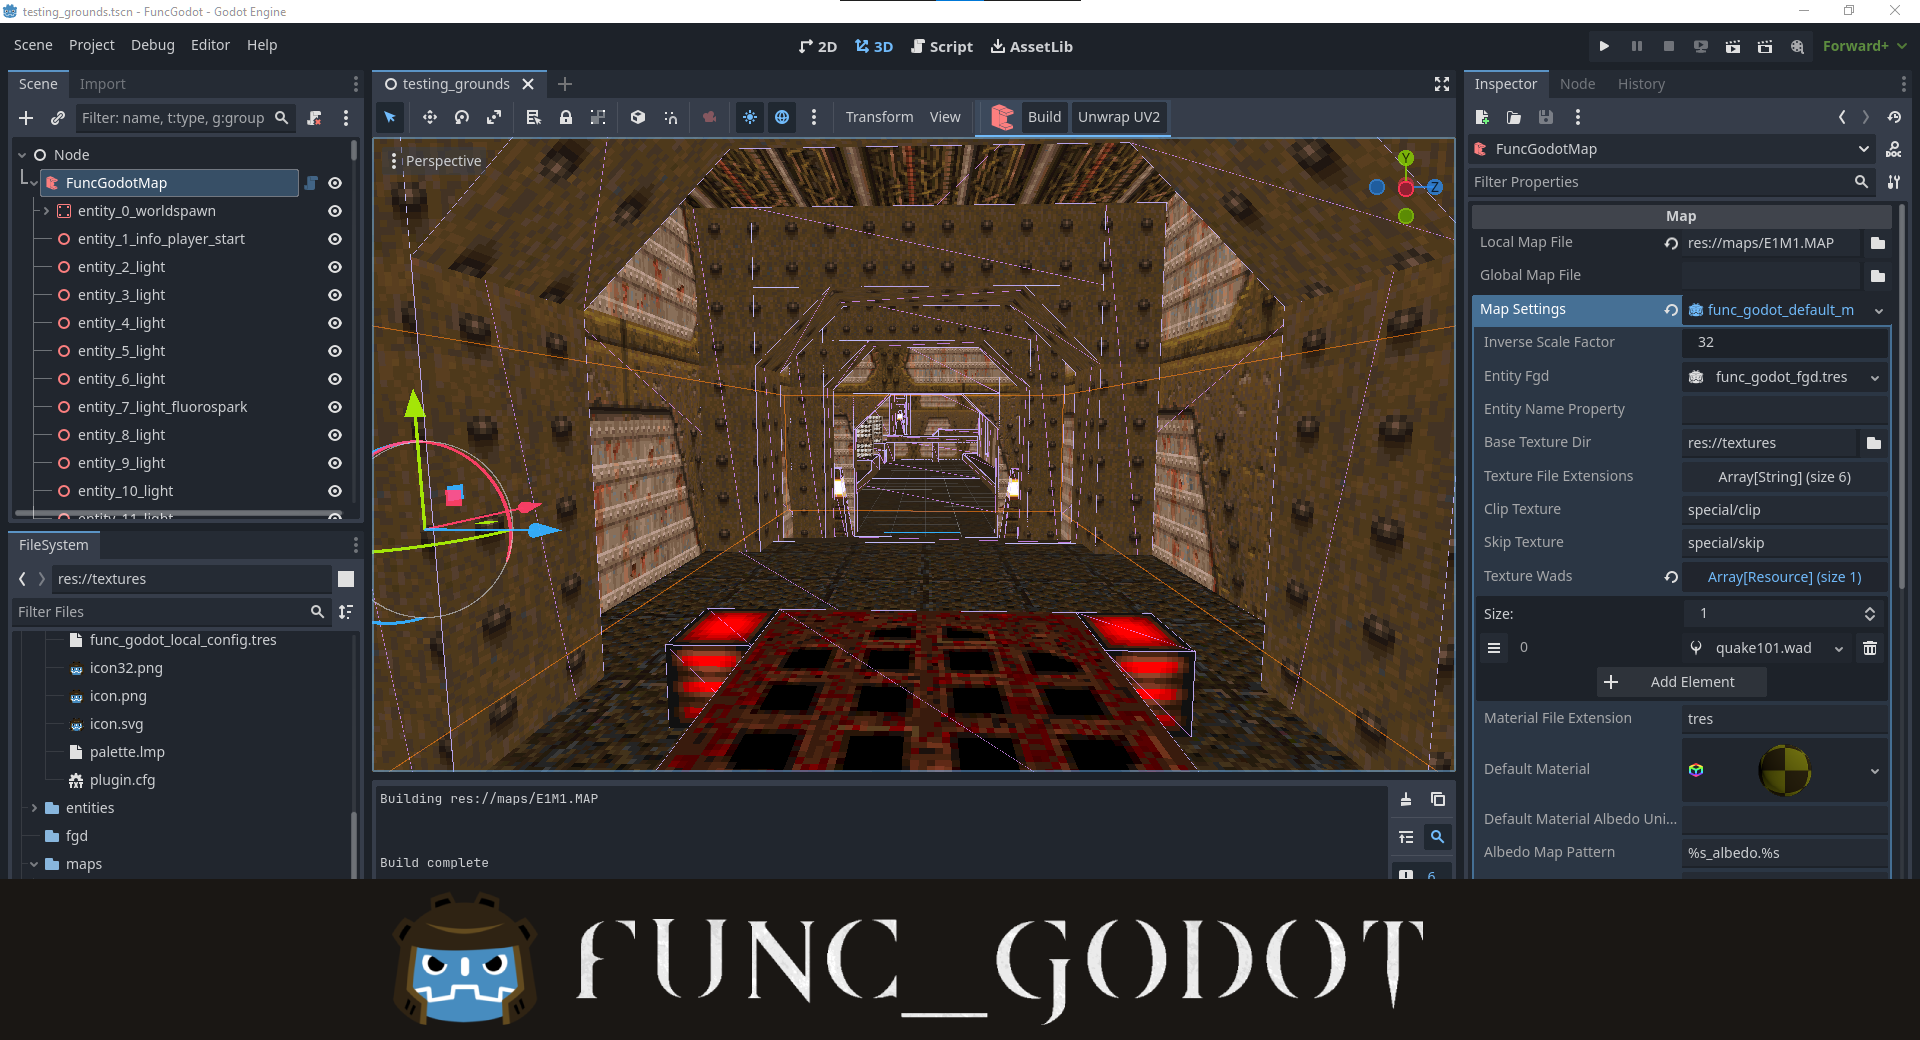 testing_grounds.tscn - FuncGodot - Godot Engine
Scene Project Debug Editor Help
2D 3D Script AssetLib
Forward+
Scene Import
Filter: name, t:type, g:group
Node
FuncGodotMap
entity_0_worldspawn
entity_1_info_player_start
entity_2_light
entity_3_light
entity_4_light
entity_5_light
entity_6_light
entity_7_light_fluorospark
entity_8_light
entity_9_light
entity_10_light
entity_11_light
FileSystem
res://textures
Filter Files
func_godot_local_config.tres
icon32.png
icon.png
icon.svg
palette.lmp
plugin.cfg
entities
fgd
maps
testing_grounds
Transform View Build Unwrap UV2
Perspective
Y
Z
Building res://maps/E1M1.MAP
Build complete
6
Inspector Node History
FuncGodotMap
Filter Properties
Map
Local Map File res://maps/E1M1.MAP
Global Map File
Map Settings func_godot_default_m
Inverse Scale Factor 32
Entity Fgd func_godot_fgd.tres
Entity Name Property
Base Texture Dir res://textures
Texture File Extensions Array[String] (size 6)
Clip Texture special/clip
Skip Texture special/skip
Texture Wads Array[Resource] (size 1)
Size: 1
0 quake101.wad
Add Element
Material File Extension tres
Default Material
Default Material Albedo Uni...
Albedo Map Pattern %s_albedo.%s
FUNC_GODOT